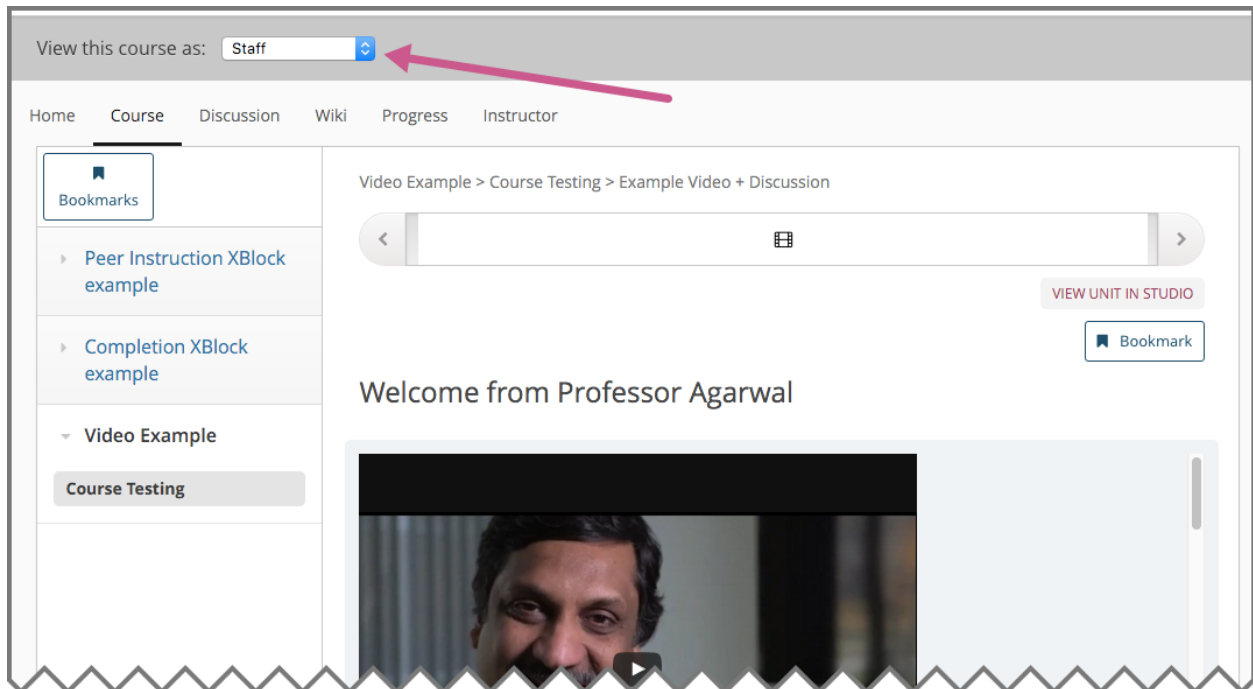 View this course as: Staff
Home Course Discussion Wiki Progress Instructor
Bookmarks
Peer Instruction XBlock
example
Completion XBlock
example
Video Example
Course Testing
Video Example > Course Testing > Example Video + Discussion
VIEW UNIT IN STUDIO
Bookmark
Welcome from Professor Agarwal